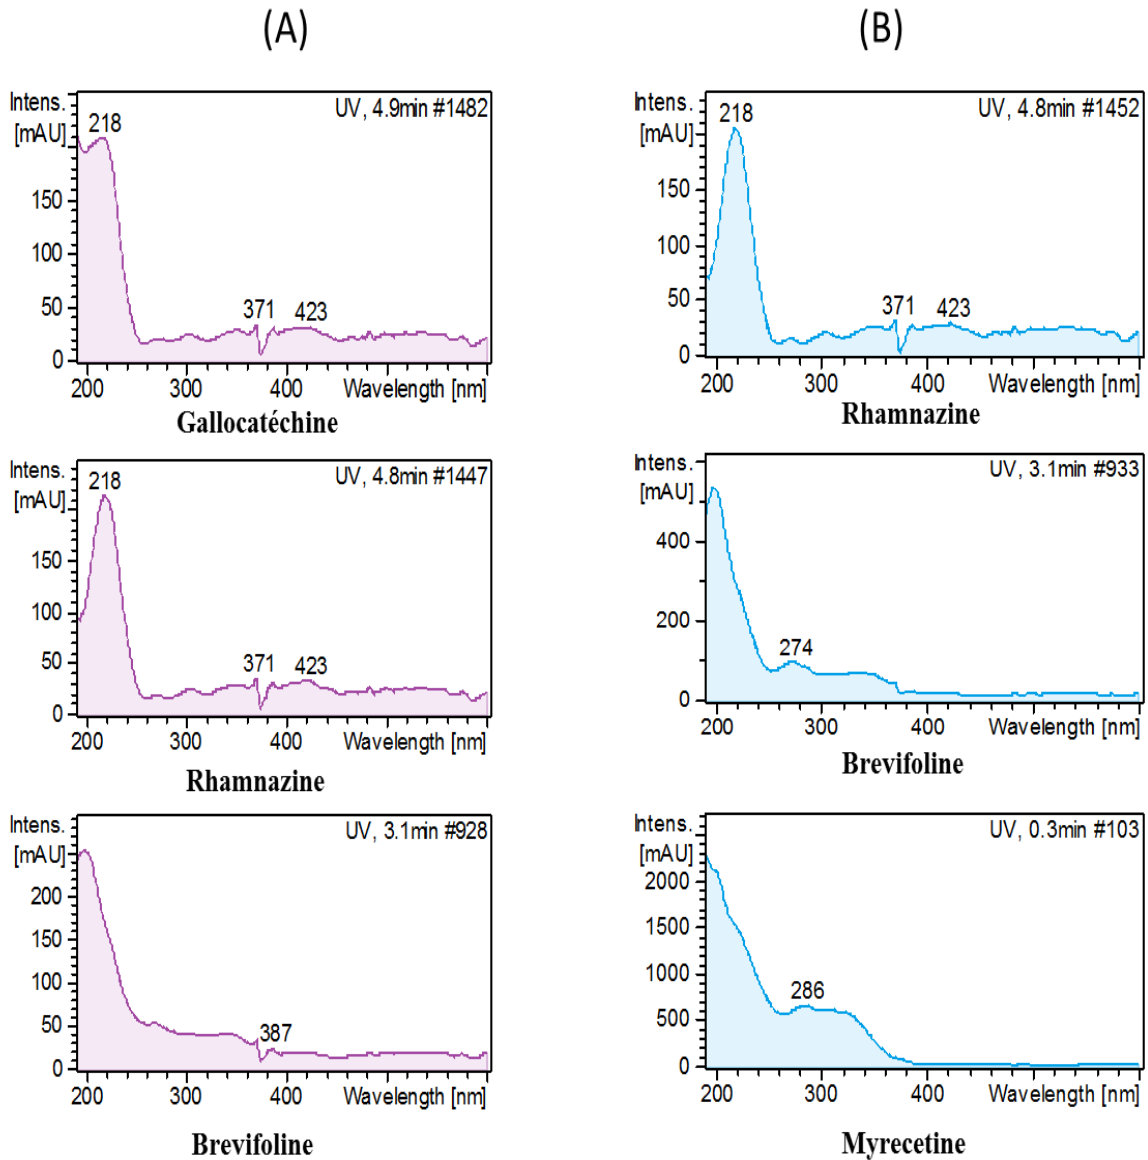 (A)
Intens.
[mAU]
UV, 4.9min #1482
218
150
100
50
0
371
423
200
300
400
Wavelength [nm]
Gallocatéchine
Intens.
[mAU]
UV, 4.8min #1447
218
150
100
50
0
371
423
200
300
400
Wavelength [nm]
Rhamnazine
Intens.
[mAU]
UV, 3.1min #928
200
150
100
50
0
387
200
300
400
Wavelength [nm]
Brevifoline
(B)
Intens.
[mAU]
UV, 4.8min #1452
218
150
100
50
0
371
423
200
300
400
Wavelength [nm]
Rhamnazine
Intens.
[mAU]
UV, 3.1min #933
400
200
0
274
200
300
400
Wavelength [nm]
Brevifoline
Intens.
[mAU]
UV, 0.3min #103
2000
1500
1000
500
0
286
200
300
400
Wavelength [nm]
Myrecetine